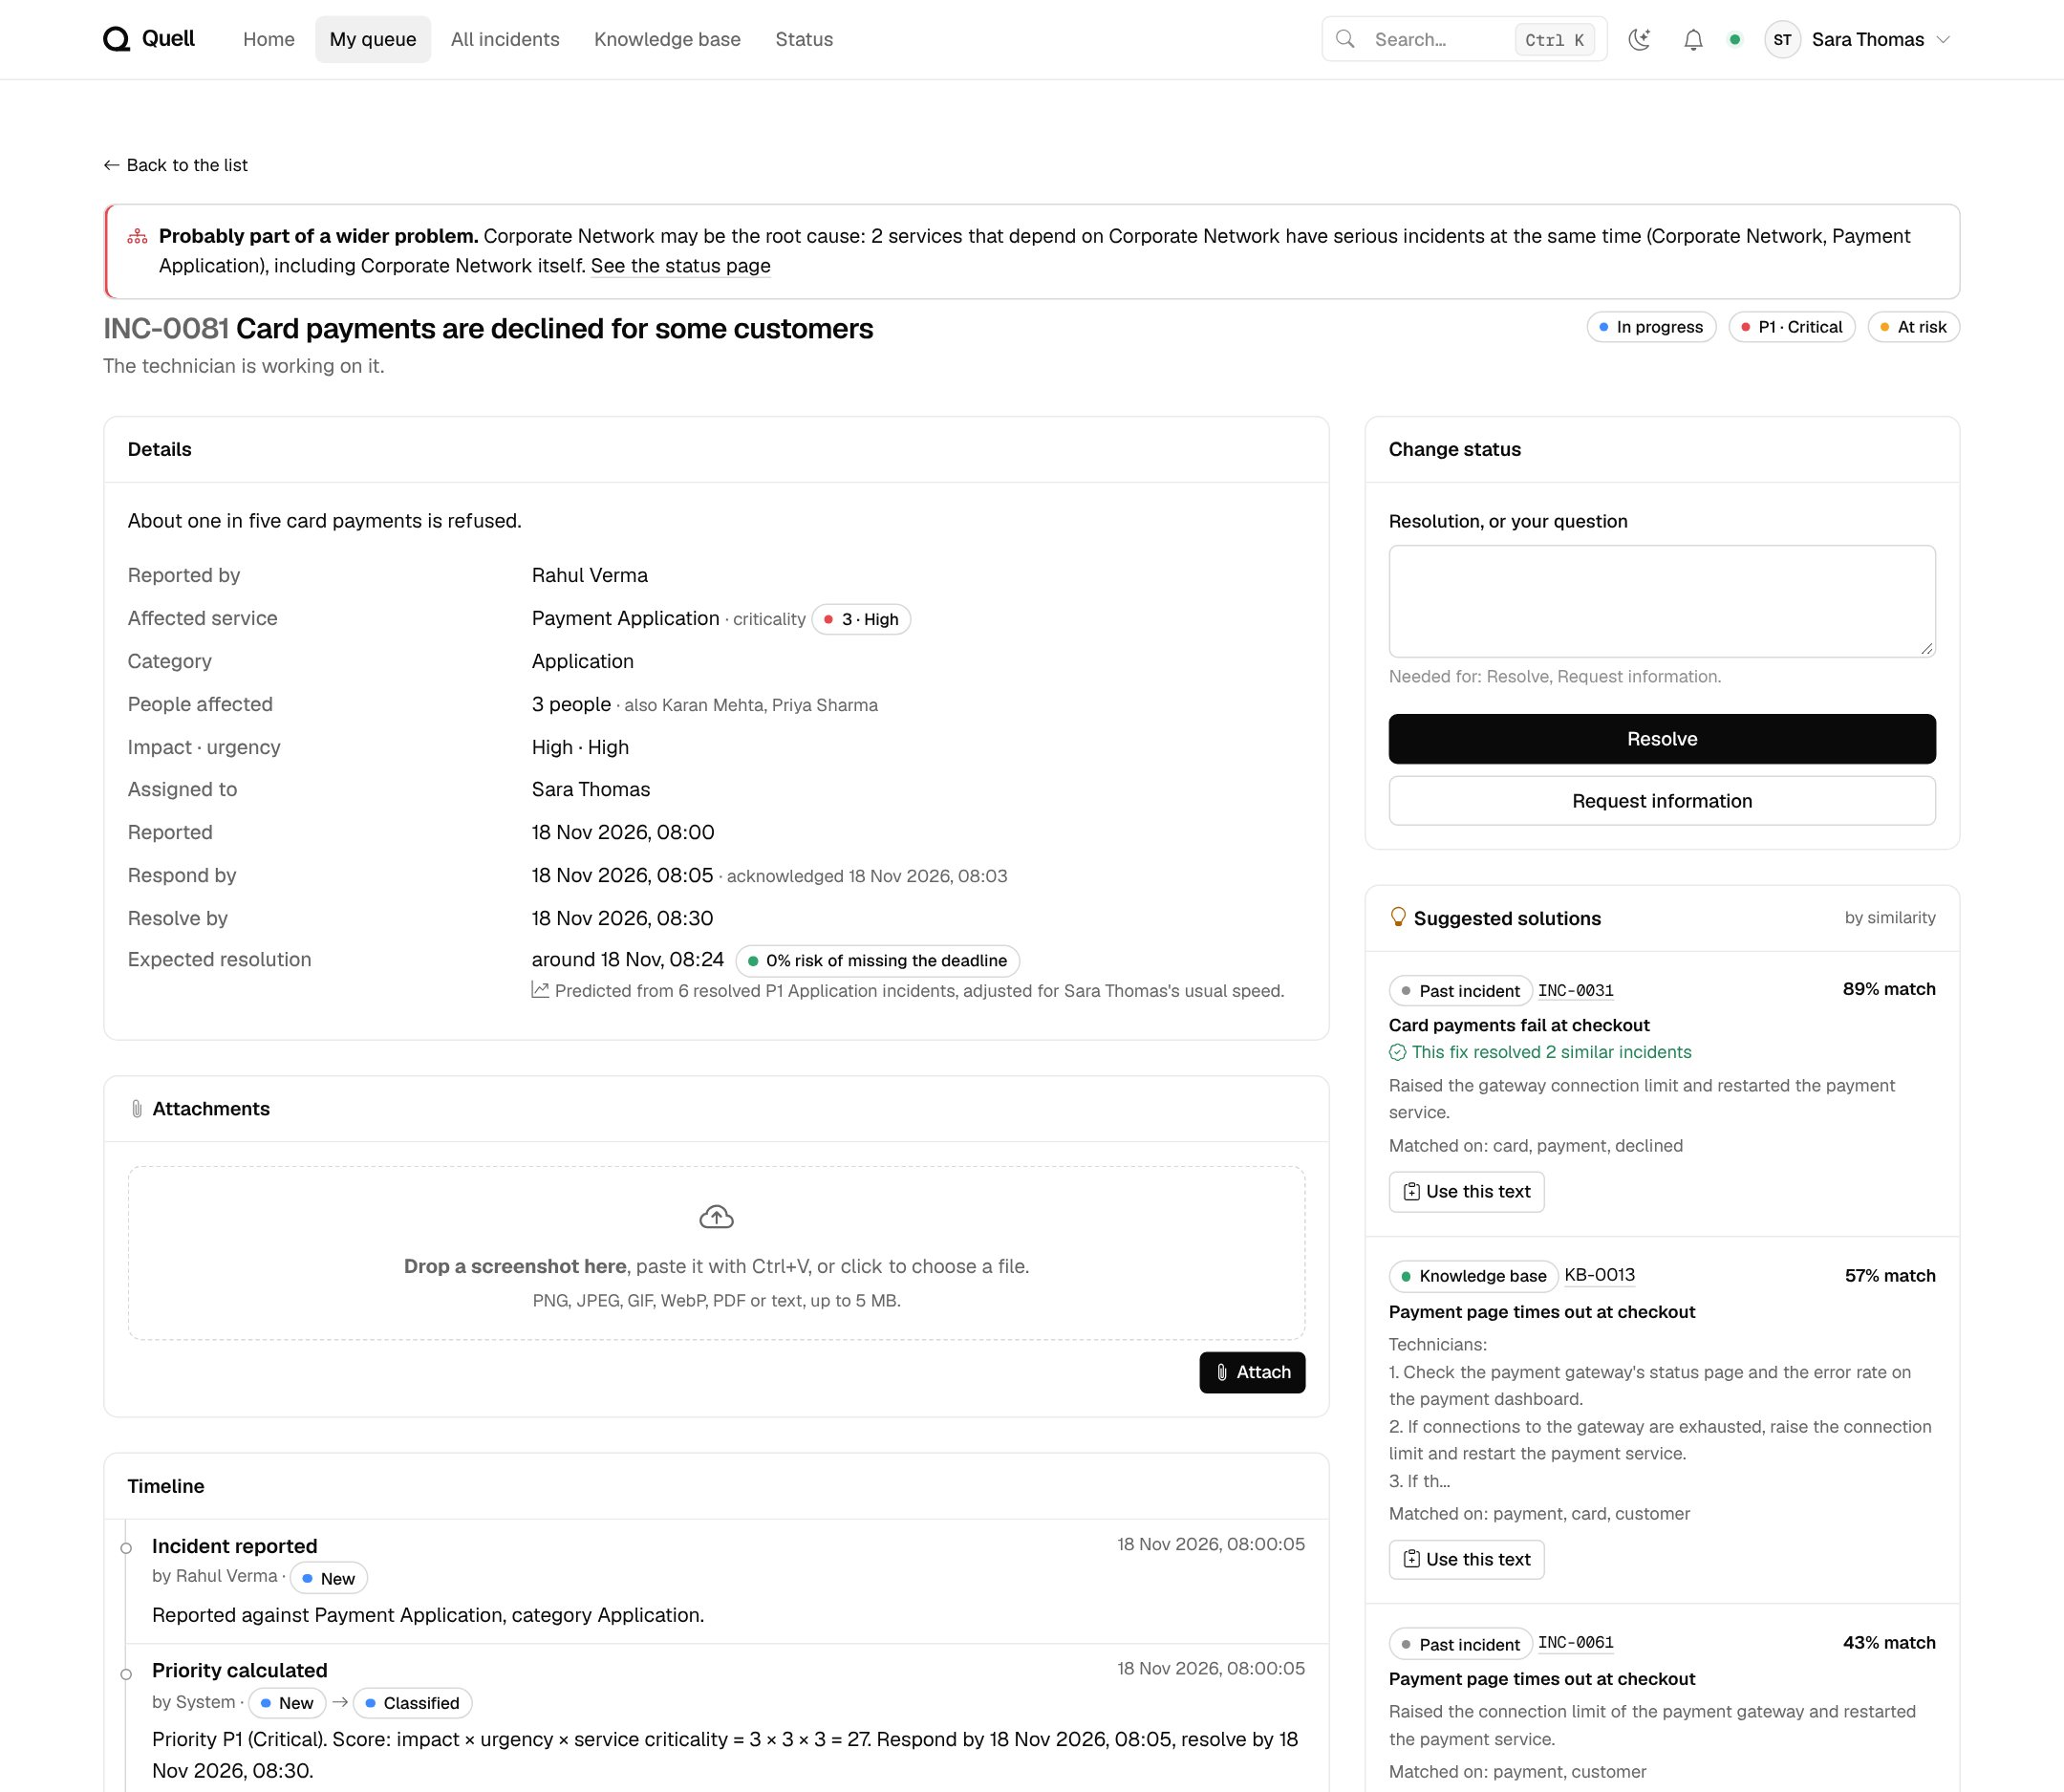 Quell
Home
My queue
All incidents
Knowledge base
Status
Search...
Ctrl K
ST
Sara Thomas
← Back to the list
Probably part of a wider problem. Corporate Network may be the root cause: 2 services that depend on Corporate Network have serious incidents at the same time (Corporate Network, Payment
Application), including Corporate Network itself. See the status page
INC-0081 Card payments are declined for some customers
In progress
P1 · Critical
At risk
The technician is working on it.
Details
About one in five card payments is refused.
Reported by
Rahul Verma
Affected service
Payment Application · criticality 3 · High
Category
Application
People affected
3 people · also Karan Mehta, Priya Sharma
Impact · urgency
High · High
Assigned to
Sara Thomas
Reported
18 Nov 2026, 08:00
Respond by
18 Nov 2026, 08:05 · acknowledged 18 Nov 2026, 08:03
Resolve by
18 Nov 2026, 08:30
Expected resolution
around 18 Nov, 08:24 0% risk of missing the deadline
Predicted from 6 resolved P1 Application incidents, adjusted for Sara Thomas's usual speed.
Attachments
Drop a screenshot here, paste it with Ctrl+V, or click to choose a file.
PNG, JPEG, GIF, WebP, PDF or text, up to 5 MB.
Attach
Timeline
Incident reported
18 Nov 2026, 08:00:05
by Rahul Verma · New
Reported against Payment Application, category Application.
Priority calculated
18 Nov 2026, 08:00:05
by System · New → Classified
Priority P1 (Critical). Score: impact × urgency × service criticality = 3 × 3 × 3 = 27. Respond by 18 Nov 2026, 08:05, resolve by 18
Nov 2026, 08:30.
Change status
Resolution, or your question
Needed for: Resolve, Request information.
Resolve
Request information
Suggested solutions
by similarity
Past incident INC-0031
89% match
Card payments fail at checkout
This fix resolved 2 similar incidents
Raised the gateway connection limit and restarted the payment
service.
Matched on: card, payment, declined
Use this text
Knowledge base KB-0013
57% match
Payment page times out at checkout
Technicians:
1. Check the payment gateway's status page and the error rate on
the payment dashboard.
2. If connections to the gateway are exhausted, raise the connection
limit and restart the payment service.
3. If th...
Matched on: payment, card, customer
Use this text
Past incident INC-0061
43% match
Payment page times out at checkout
Raised the connection limit of the payment gateway and restarted
the payment service.
Matched on: payment, customer